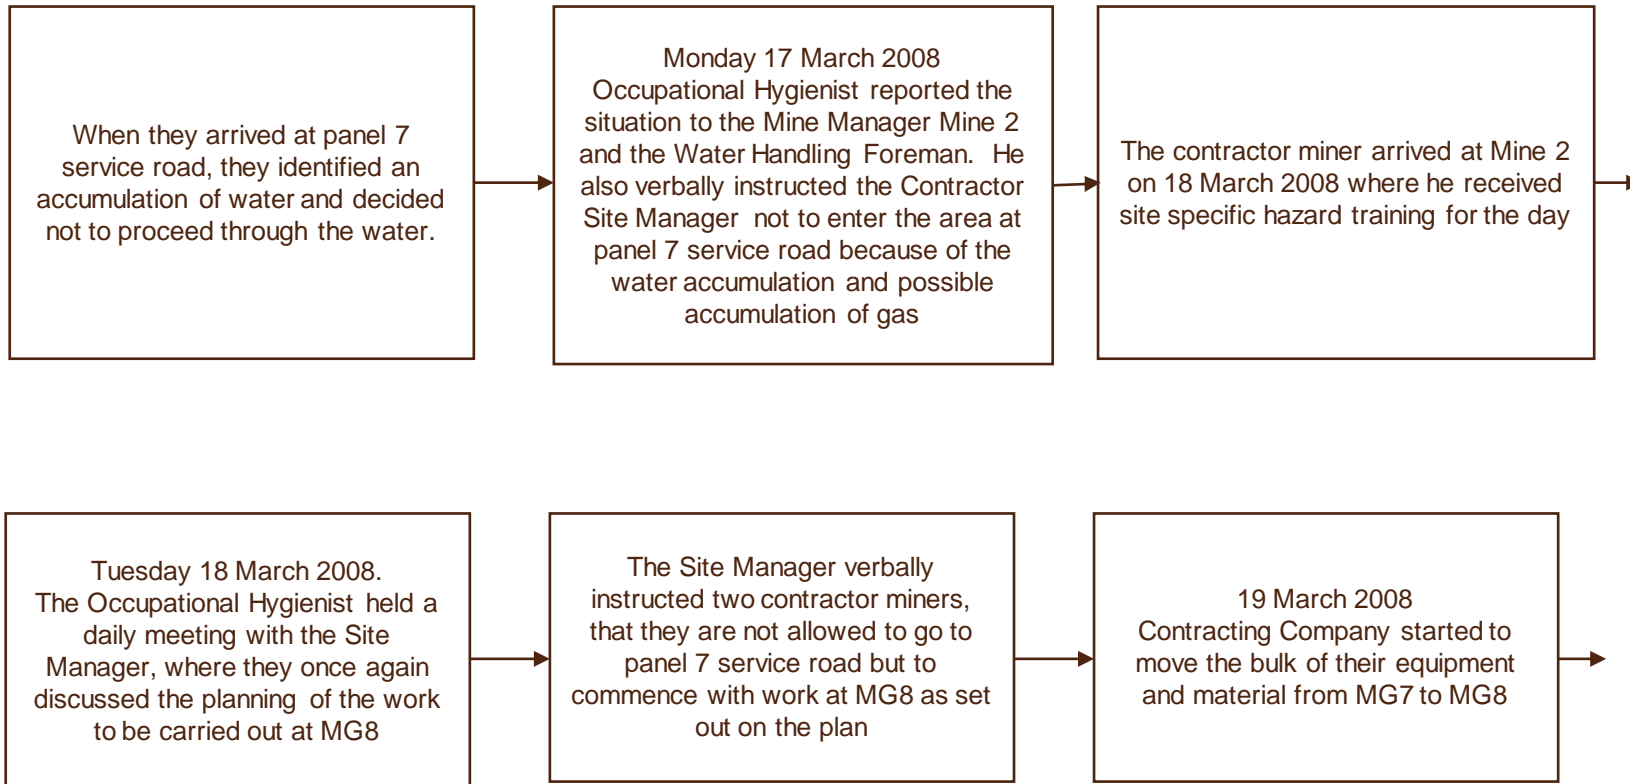 When they arrived at panel 7
service road, they identified an
accumulation of water and decided
not to proceed through the water.
Monday 17 March 2008
Occupational Hygienist reported the
situation to the Mine Manager Mine 2
and the Water Handling Foreman. He
also verbally instructed the Contractor
Site Manager not to enter the area at
panel 7 service road because of the
water accumulation and possible
accumulation of gas
The contractor miner arrived at Mine 2
on 18 March 2008 where he received
site specific hazard training for the day
Tuesday 18 March 2008.
The Occupational Hygienist held a
daily meeting with the Site
Manager, where they once again
discussed the planning of the work
to be carried out at MG8
The Site Manager verbally
instructed two contractor miners,
that they are not allowed to go to
panel 7 service road but to
commence with work at MG8 as set
out on the plan
19 March 2008
Contracting Company started to
move the bulk of their equipment
and material from MG7 to MG8